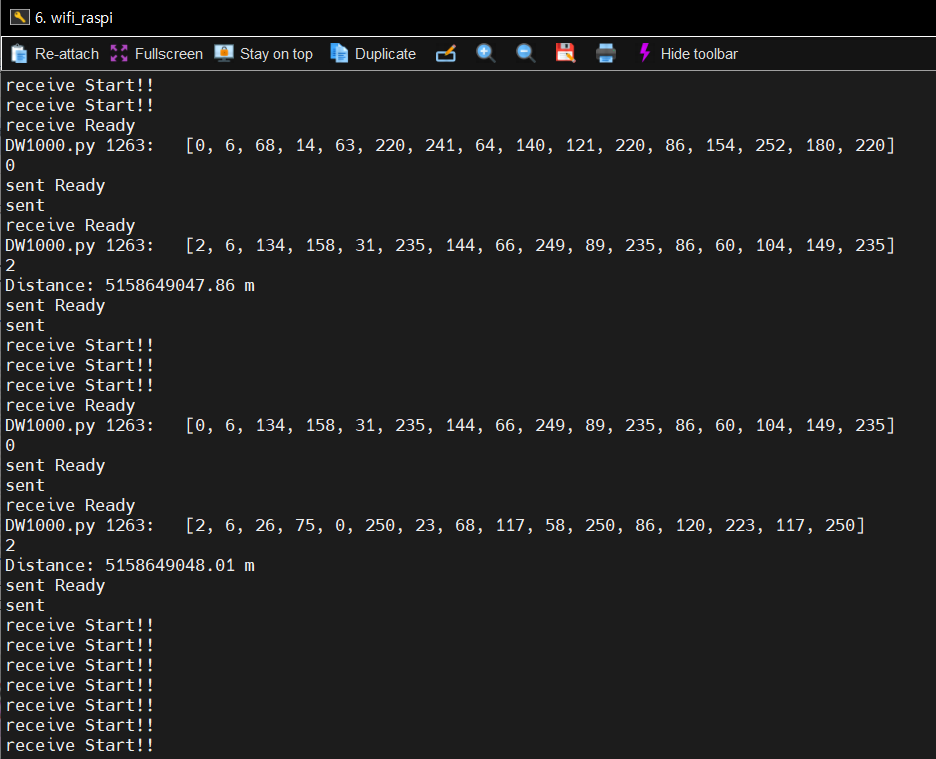 6. wifi_raspi
Re-attach Fullscreen Stay on top Duplicate Hide toolbar
receive Start!!
receive Start!!
receive Ready
DW1000.py 1263:   [0, 6, 68, 14, 63, 220, 241, 64, 140, 121, 220, 86, 154, 252, 180, 220]
0
sent Ready
sent
receive Ready
DW1000.py 1263:   [2, 6, 134, 158, 31, 235, 144, 66, 249, 89, 235, 86, 60, 104, 149, 235]
2
Distance: 5158649047.86 m
sent Ready
sent
receive Start!!
receive Start!!
receive Start!!
receive Ready
DW1000.py 1263:   [0, 6, 134, 158, 31, 235, 144, 66, 249, 89, 235, 86, 60, 104, 149, 235]
0
sent Ready
sent
receive Ready
DW1000.py 1263:   [2, 6, 26, 75, 0, 250, 23, 68, 117, 58, 250, 86, 120, 223, 117, 250]
2
Distance: 5158649048.01 m
sent Ready
sent
receive Start!!
receive Start!!
receive Start!!
receive Start!!
receive Start!!
receive Start!!
receive Start!!